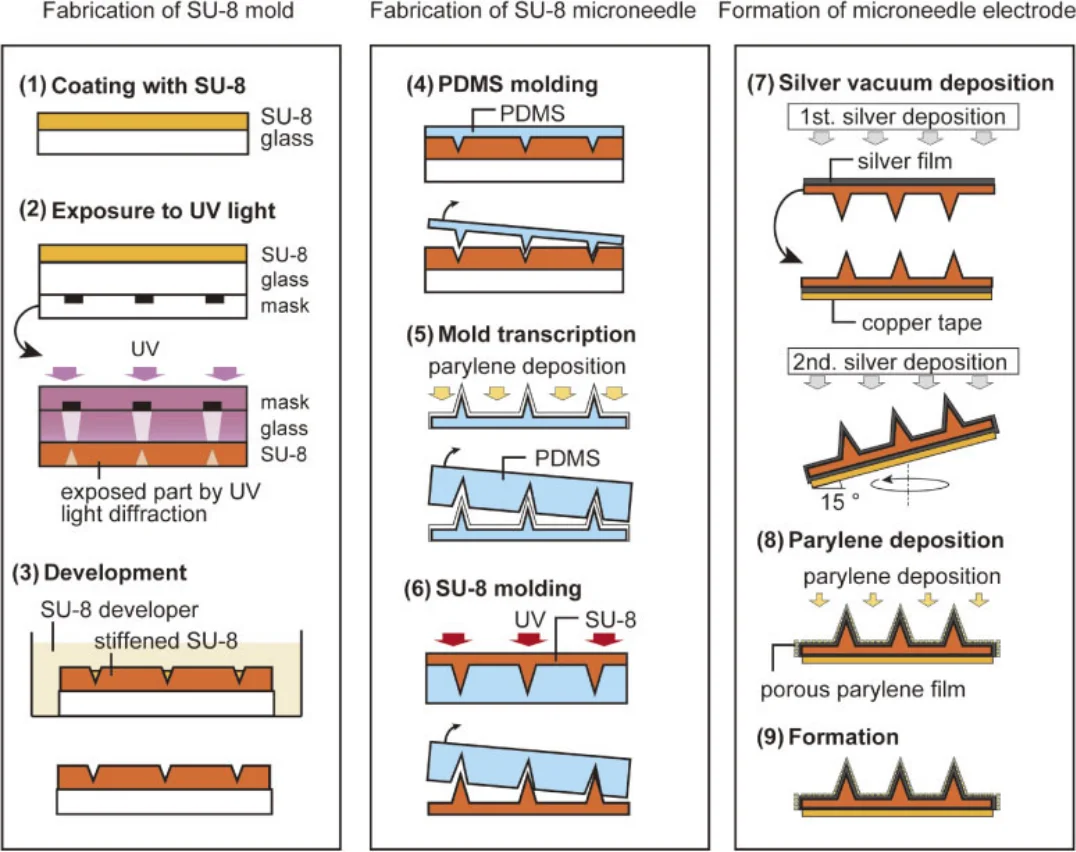 Fabrication of SU-8 mold
(1) Coating with SU-8
SU-8
glass
(2) Exposure to UV light
SU-8
glass
mask
UV
mask
glass
SU-8
exposed part by UV
light diffraction
(3) Development
SU-8 developer
stiffened SU-8
Fabrication of SU-8 microneedle
(4) PDMS molding
PDMS
(5) Mold transcription
parylene deposition
PDMS
(6) SU-8 molding
UV
SU-8
Formation of microneedle electrode
(7) Silver vacuum deposition
1st. silver deposition
silver film
copper tape
2nd. silver deposition
15 °
(8) Parylene deposition
parylene deposition
porous parylene film
(9) Formation